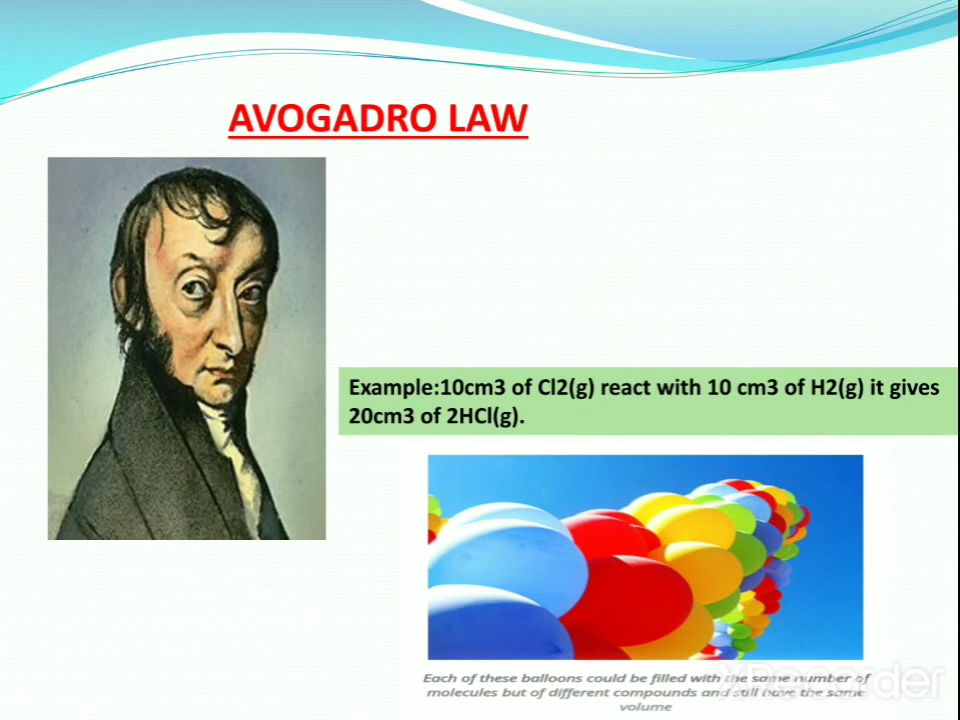 AVOGADRO LAW
Example:10cm3 of Cl2(g) react with 10 cm3 of H2(g) it gives
20cm3 of 2HCl(g).
Each of these balloons could be filled with the same number of
molecules but of different compounds and still have the same
volume
XRecorder